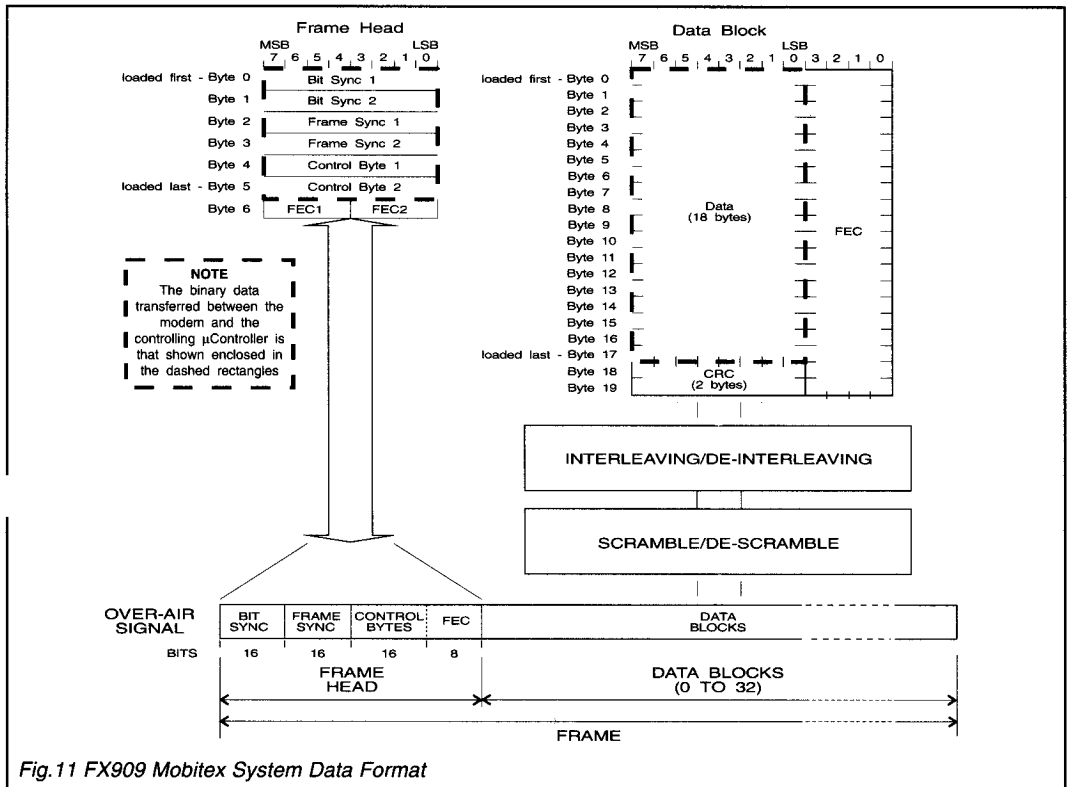 Frame Head
MSB LSB
7 6 5 4 3 2 1 0
loaded first - Byte 0 Bit Sync 1
Byte 1 Bit Sync 2
Byte 2 Frame Sync 1
Byte 3 Frame Sync 2
Byte 4 Control Byte 1
loaded last - Byte 5 Control Byte 2
Byte 6 FEC1 FEC2
NOTE
The binary data
transferred between the
modem and the
controlling µController is
that shown enclosed in
the dashed rectangles
Data Block
MSB LSB
7 6 5 4 3 2 1 0 3 2 1 0
loaded first - Byte 0
Byte 1
Byte 2
Byte 3
Byte 4
Byte 5
Byte 6
Byte 7
Byte 8
Byte 9
Byte 10
Byte 11
Byte 12
Byte 13
Byte 14
Byte 15
Byte 16
loaded last - Byte 17
Byte 18
Byte 19
Data
(18 bytes)
FEC
CRC
(2 bytes)
INTERLEAVING/DE-INTERLEAVING
SCRAMBLE/DE-SCRAMBLE
OVER-AIR
SIGNAL
BIT
SYNC
FRAME
SYNC
CONTROL
BYTES
FEC
DATA
BLOCKS
BITS 16 16 16 8
FRAME
HEAD
DATA BLOCKS
(0 TO 32)
FRAME
Fig.11 FX909 Mobitex System Data Format